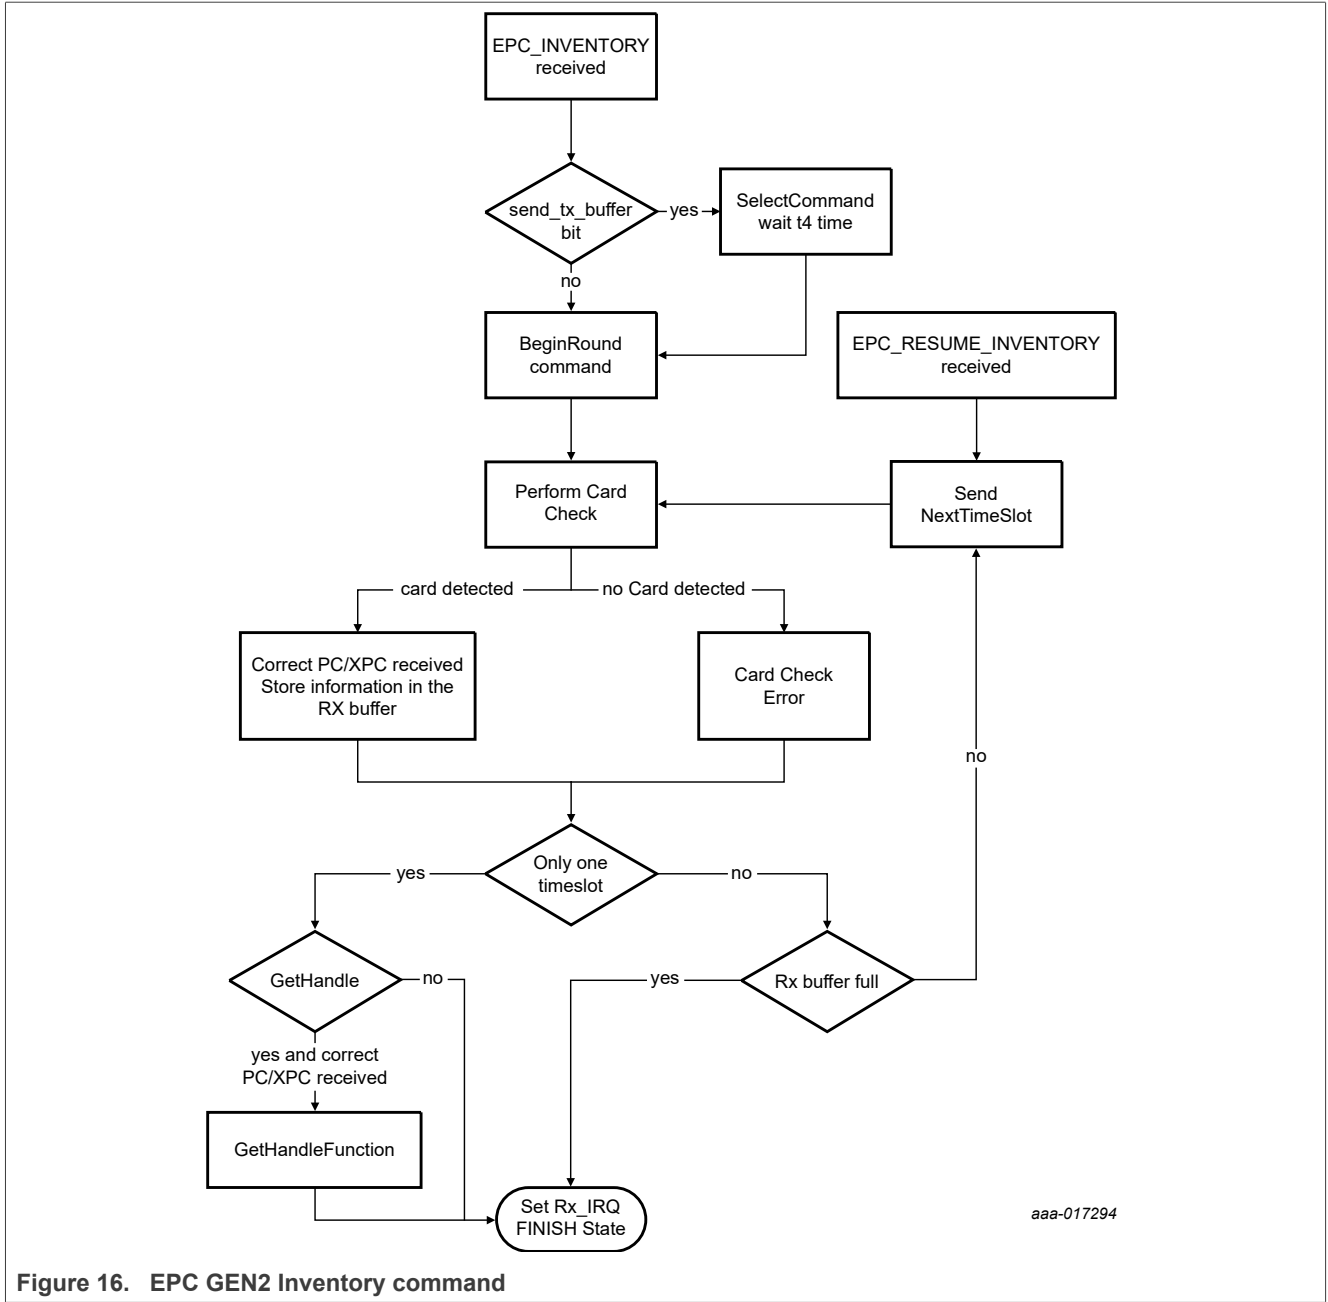 EPC_INVENTORY
received
send_tx_buffer
bit
yes
SelectCommand
wait t4 time
no
BeginRound
command
EPC_RESUME_INVENTORY
received
Perform Card
Check
Send
NextTimeSlot
card detected
no Card detected
Correct PC/XPC received
Store information in the
RX buffer
Card Check
Error
no
Only one
timeslot
yes
no
GetHandle
no
yes
Rx buffer full
yes and correct
PC/XPC received
GetHandleFunction
Set Rx_IRQ
FINISH State
aaa-017294
Figure 16. EPC GEN2 Inventory command